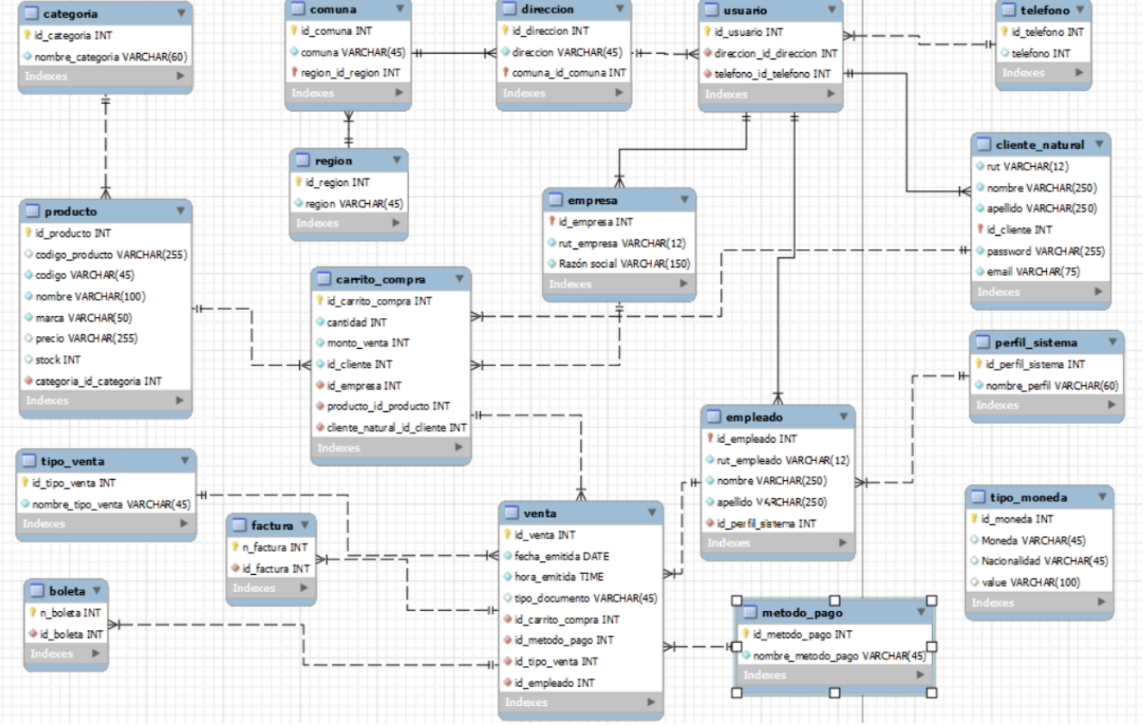 categoria
id_categoria INT
nombre_categoria VARCHAR(60)
Indexes
comuna
id_comuna INT
comuna VARCHAR(45)
region_id_region INT
Indexes
direccion
id_direccion INT
direccion VARCHAR(45)
comuna_id_comuna INT
Indexes
usuario
id_usuario INT
direccion_id_direccion INT
telefono_id_telefono INT
Indexes
telefono
id_telefono INT
telefono INT
Indexes
region
id_region INT
region VARCHAR(45)
Indexes
cliente_natural
rut VARCHAR(12)
nombre VARCHAR(250)
apellido VARCHAR(250)
id_cliente INT
password VARCHAR(255)
email VARCHAR(75)
Indexes
producto
id_producto INT
codigo_producto VARCHAR(255)
codigo VARCHAR(45)
nombre VARCHAR(100)
marca VARCHAR(50)
precio VARCHAR(255)
stock INT
categoria_id_categoria INT
Indexes
empresa
id_empresa INT
rut_empresa VARCHAR(12)
Razón social VARCHAR(150)
Indexes
carrito_compra
id_carrito_compra INT
cantidad INT
monto_venta INT
id_cliente INT
id_empresa INT
producto_id_producto INT
cliente_natural_id_cliente INT
Indexes
perfil_sistema
id_perfil_sistema INT
nombre_perfil VARCHAR(60)
Indexes
empleado
id_empleado INT
rut_empleado VARCHAR(12)
nombre VARCHAR(250)
apellido VARCHAR(250)
id_perfil_sistema INT
Indexes
tipo_venta
id_tipo_venta INT
nombre_tipo_venta VARCHAR(45)
Indexes
factura
n_factura INT
id_factura INT
Indexes
venta
id_venta INT
fecha_emitida DATE
hora_emitida TIME
tipo_documento VARCHAR(45)
id_carrito_compra INT
id_metodo_pago INT
id_tipo_venta INT
id_empleado INT
Indexes
tipo_moneda
id_moneda INT
Moneda VARCHAR(45)
Nacionalidad VARCHAR(45)
value VARCHAR(100)
Indexes
boleta
n_boleta INT
id_boleta INT
Indexes
metodo_pago
id_metodo_pago INT
nombre_metodo_pago VARCHAR(45)
Indexes